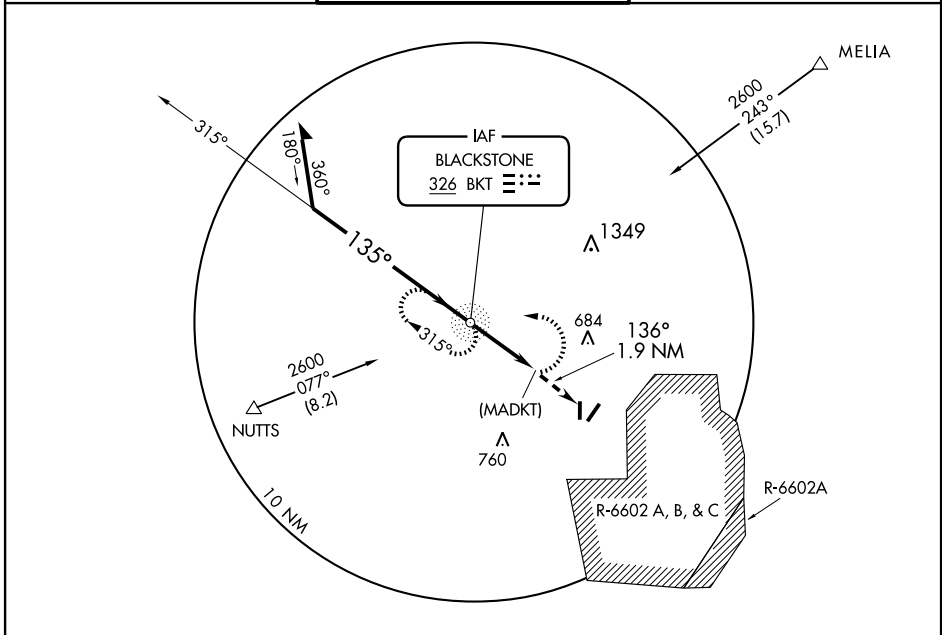 MELIA
2600
243°
(15.7)
315°
180°
360°
IAF
BLACKSTONE
326 BKT
1349
135°
684
136°
1.9 NM
315°
2600
077°
(8.2)
NUTTS
(MADKT)
760
R-6602A
R-6602 A, B, & C
10 NM